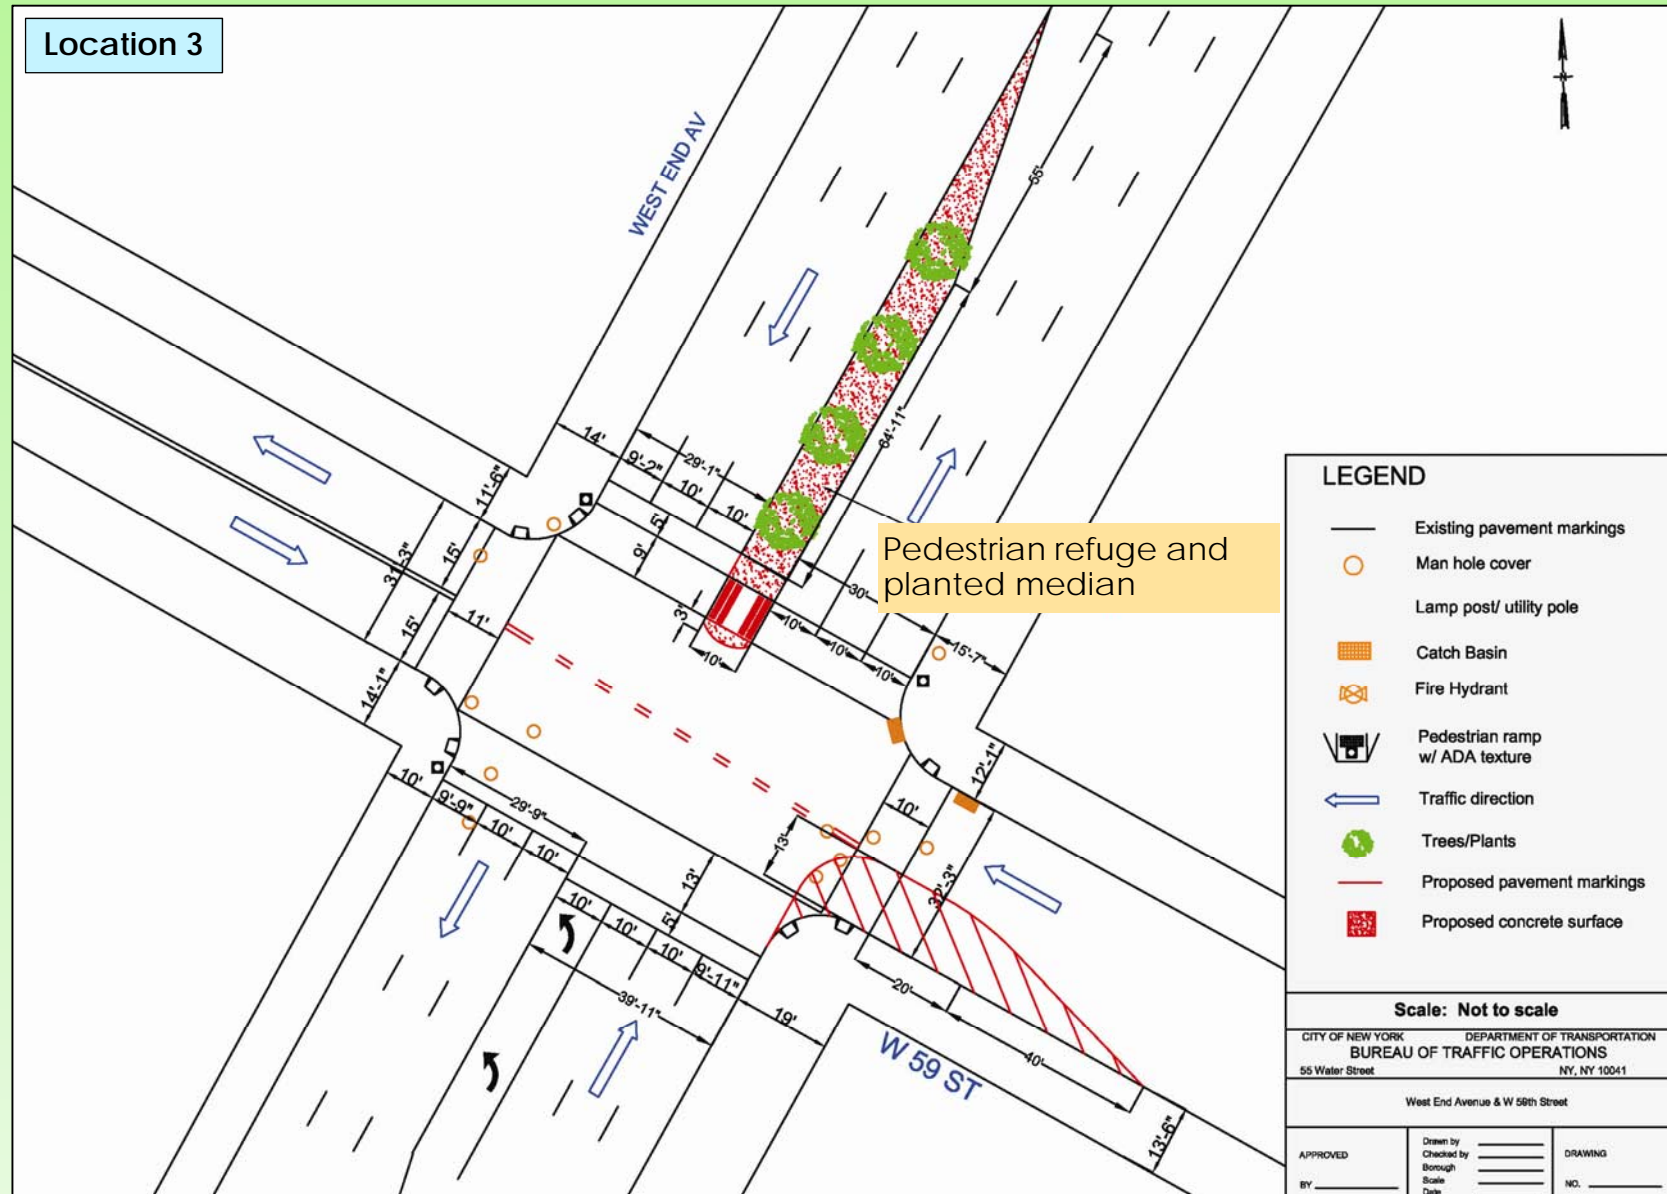 Location 3
N
WEST END AV
55'
64'-11"
14'
9'-2"
29'-1"
10'
10'
5'
9'
11'-6"
15'
31'-3"
15'
11'
14'-1"
3'
10'
30'
10'
10'
10'
15'-7"
Pedestrian refuge and
planted median
12'-1"
10'
32'-3"
13'
10'
9'-9"
29'-9"
10'
10'
13'
5'
10'
10'
10'
9'-11"
39'-11"
19'
20'
40'
13'-6"
W 59 ST
LEGEND
Existing pavement markings
Man hole cover
Lamp post/ utility pole
Catch Basin
Fire Hydrant
Pedestrian ramp
w/ ADA texture
Traffic direction
Trees/Plants
Proposed pavement markings
Proposed concrete surface
Scale: Not to scale
CITY OF NEW YORK DEPARTMENT OF TRANSPORTATION
BUREAU OF TRAFFIC OPERATIONS
55 Water Street NY, NY 10041
West End Avenue & W 59th Street
APPROVED
BY
Drawn by
Checked by
Borough
Scale
Date
DRAWING
NO.